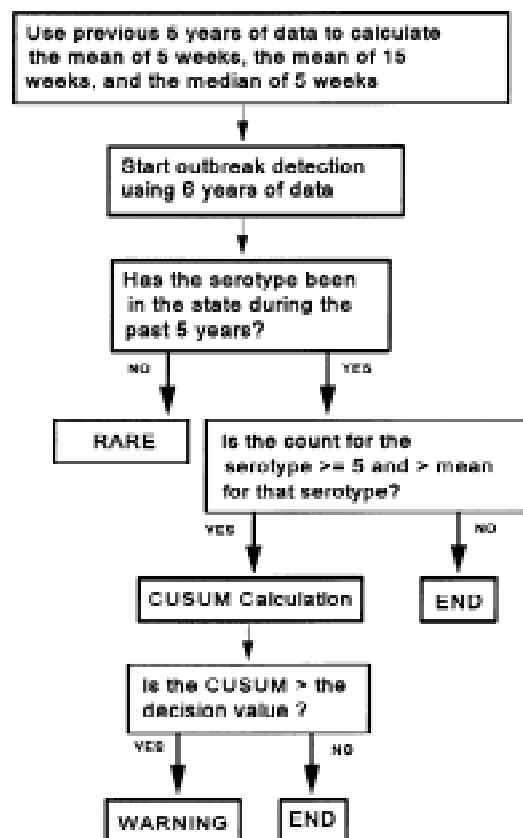 Use previous 5 years of data to calculate
the mean of 5 weeks, the mean of 15
weeks, and the median of 5 weeks
Start outbreak detection
using 6 years of data
Has the serotype been
in the state during the
past 5 years?
NO
YES
RARE
Is the count for the
serotype >= 5 and > mean
for that serotype?
YES
NO
CUSUM Calculation
END
Is the CUSUM > the
decision value ?
YES
NO
WARNING
END